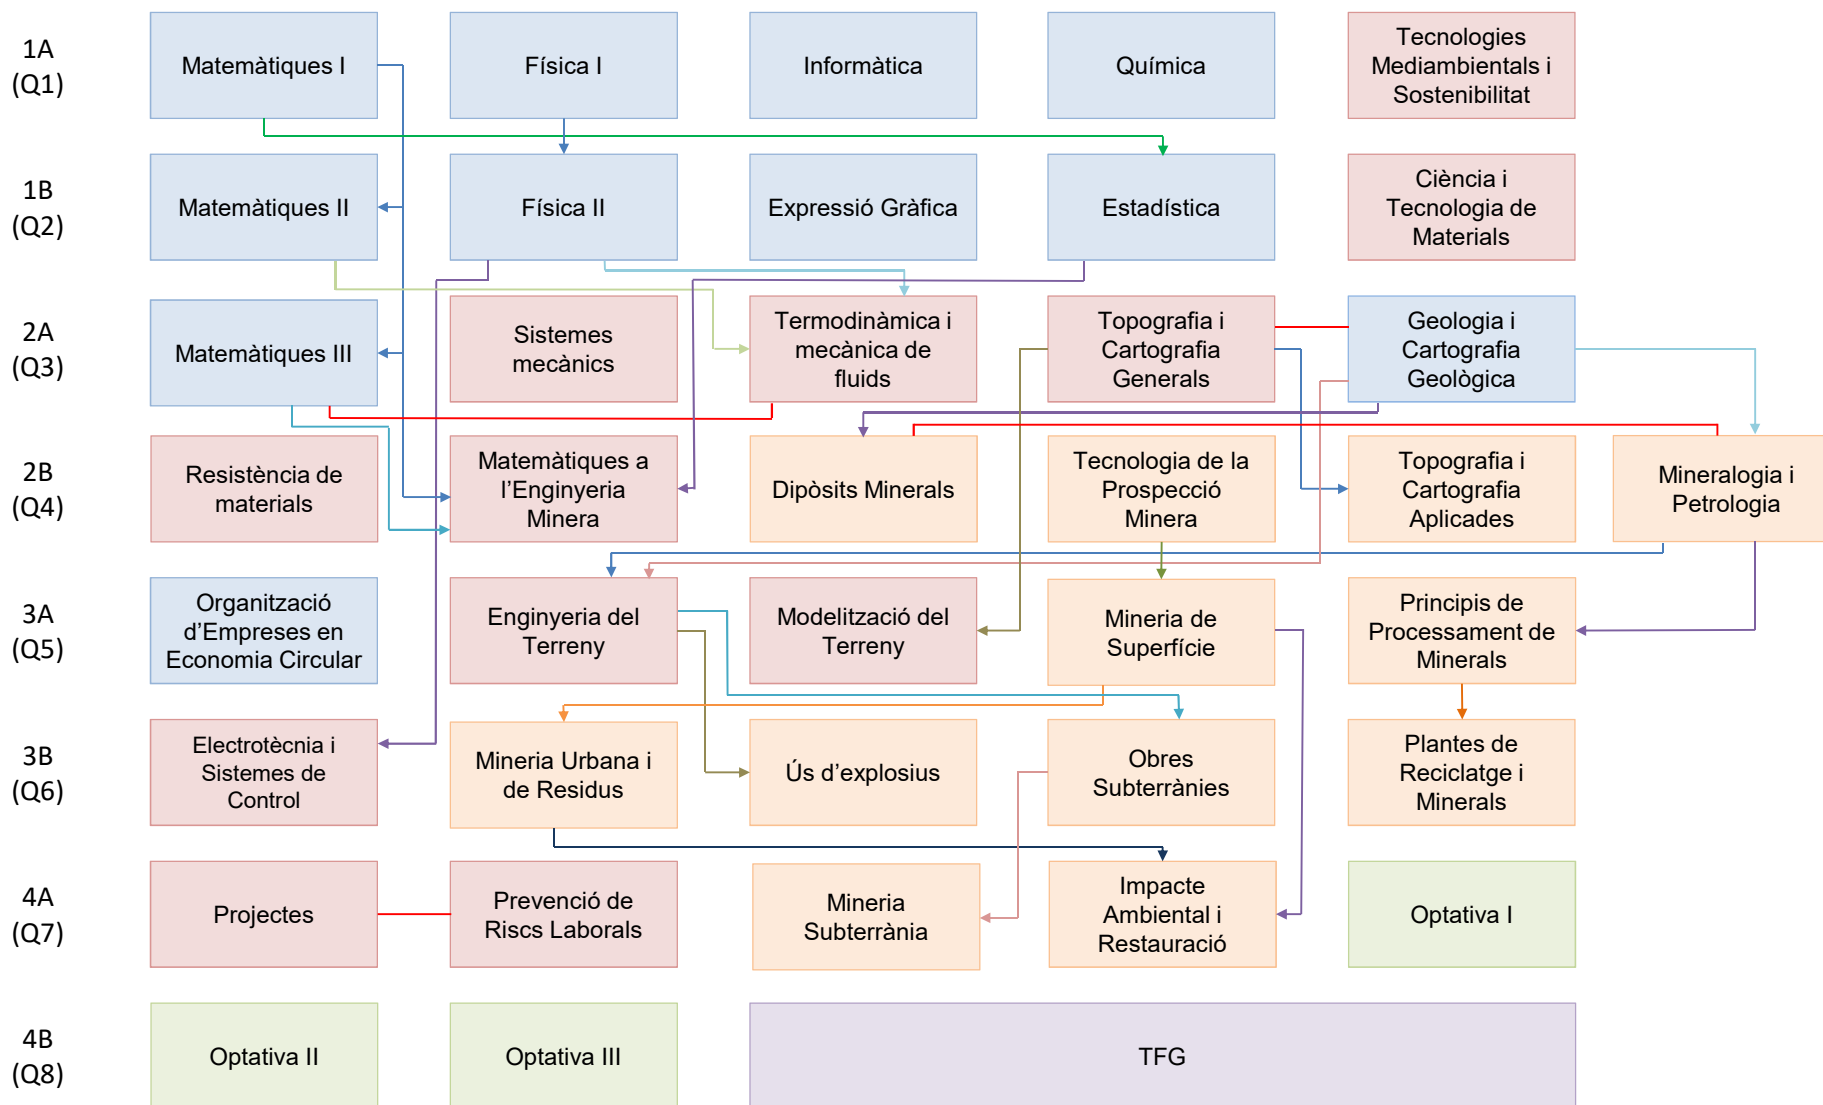 1A
(Q1)
Matemàtiques I
Física I
Informàtica
Química
Tecnologies
Mediambientals i
Sostenibilitat
1B
(Q2)
Matemàtiques II
Física II
Expressió Gràfica
Estadística
Ciència i
Tecnologia de
Materials
2A
(Q3)
Matemàtiques III
Sistemes
mecànics
Termodinàmica i
mecànica de
fluids
Topografia i
Cartografia
Generals
Geologia i
Cartografia
Geològica
2B
(Q4)
Resistència de
materials
Matemàtiques a
l'Enginyeria
Minera
Dipòsits Minerals
Tecnologia de la
Prospecció
Minera
Topografia i
Cartografia
Aplicades
Mineralogia i
Petrologia
3A
(Q5)
Organització
d'Empreses en
Economia Circular
Enginyeria del
Terreny
Modelització del
Terreny
Mineria de
Superfície
Principis de
Processament de
Minerals
3B
(Q6)
Electrotècnia i
Sistemes de
Control
Mineria Urbana i
de Residus
Ús d'explosius
Obres
Subterrànies
Plantes de
Reciclatge i
Minerals
4A
(Q7)
Projectes
Prevenció de
Riscs Laborals
Mineria
Subterrània
Impacte
Ambiental i
Restauració
Optativa I
4B
(Q8)
Optativa II
Optativa III
TFG